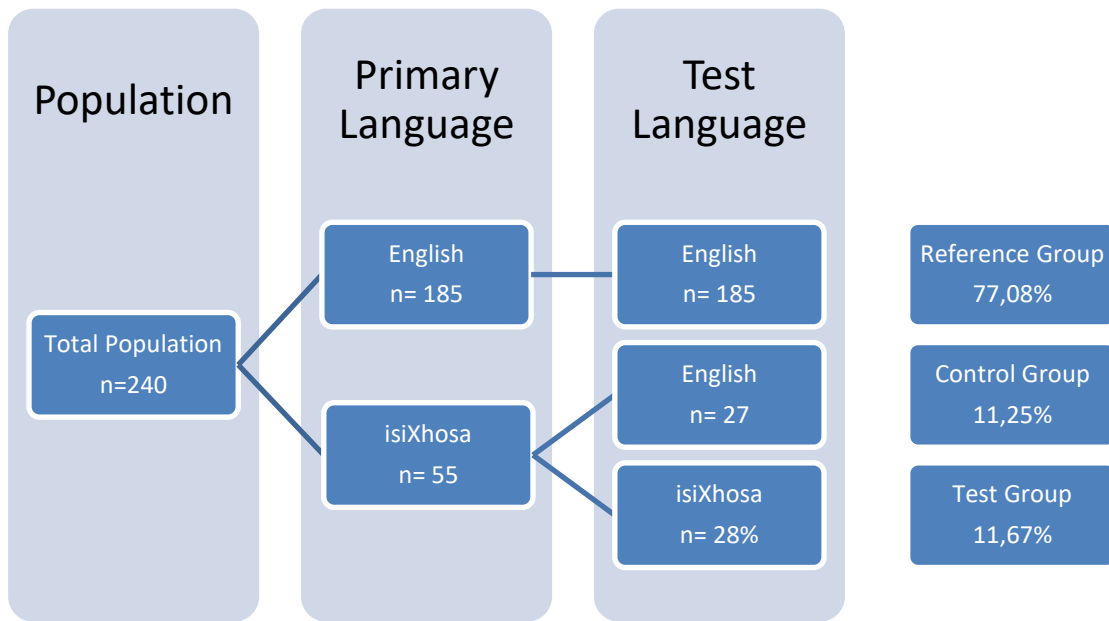 Population
Primary
Language
Test
Language
Total Population
n=240
English
n= 185
isiXhosa
n= 55
English
n= 185
English
n= 27
isiXhosa
n= 28%
Reference Group
77,08%
Control Group
11,25%
Test Group
11,67%